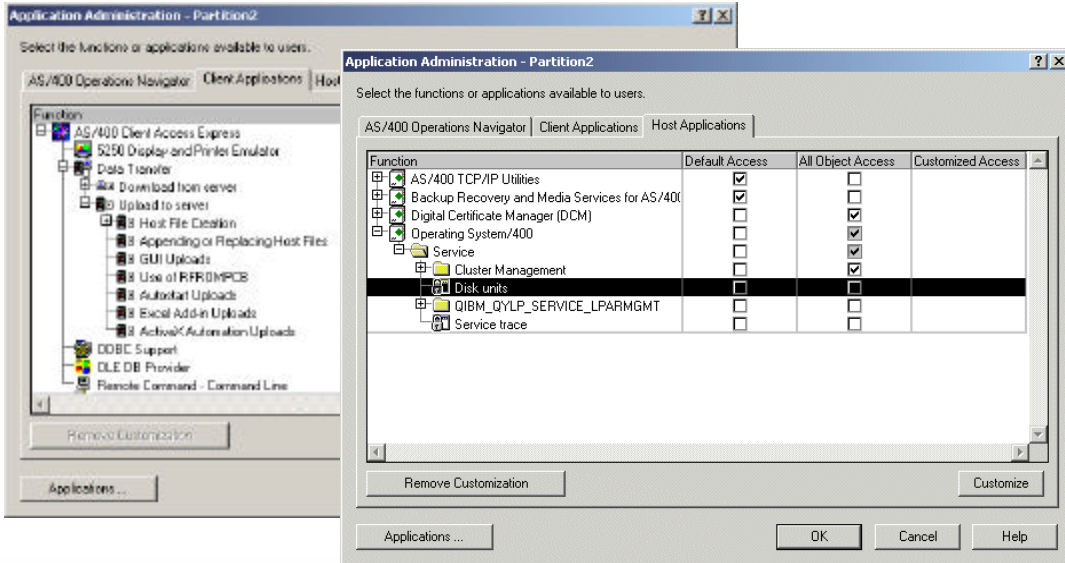 Application Administration - Partition2
Select the functions or applications available to users.
AS/400 Operations Navigator
Client Applications
Host
Function
AS/400 Client Access Express
5250 Display and Printer Emulator
Data Transfer
Download from server
Upload to server
Host File Creation
Appending or Replacing Host Files
GUI Uploads
Use of RFROMPCB
Autostart Uploads
Excel Add-in Uploads
ActiveX Automation Uploads
ODBC Support
OLE DB Provider
Remote Command - Command Line
Remove Customization
Applications ...
Application Administration - Partition2
Select the functions or applications available to users.
AS/400 Operations Navigator Client Applications Host Applications
Function Default Access All Object Access Customized Access
AS/400 TCP/IP Utilities
Backup Recovery and Media Services for AS/400
Digital Certificate Manager (DCM)
Operating System/400
Service
Cluster Management
Disk units
QIBM_QYLP_SERVICE_LPARMGMT
Service trace
Remove Customization Customize
Applications ... OK Cancel Help